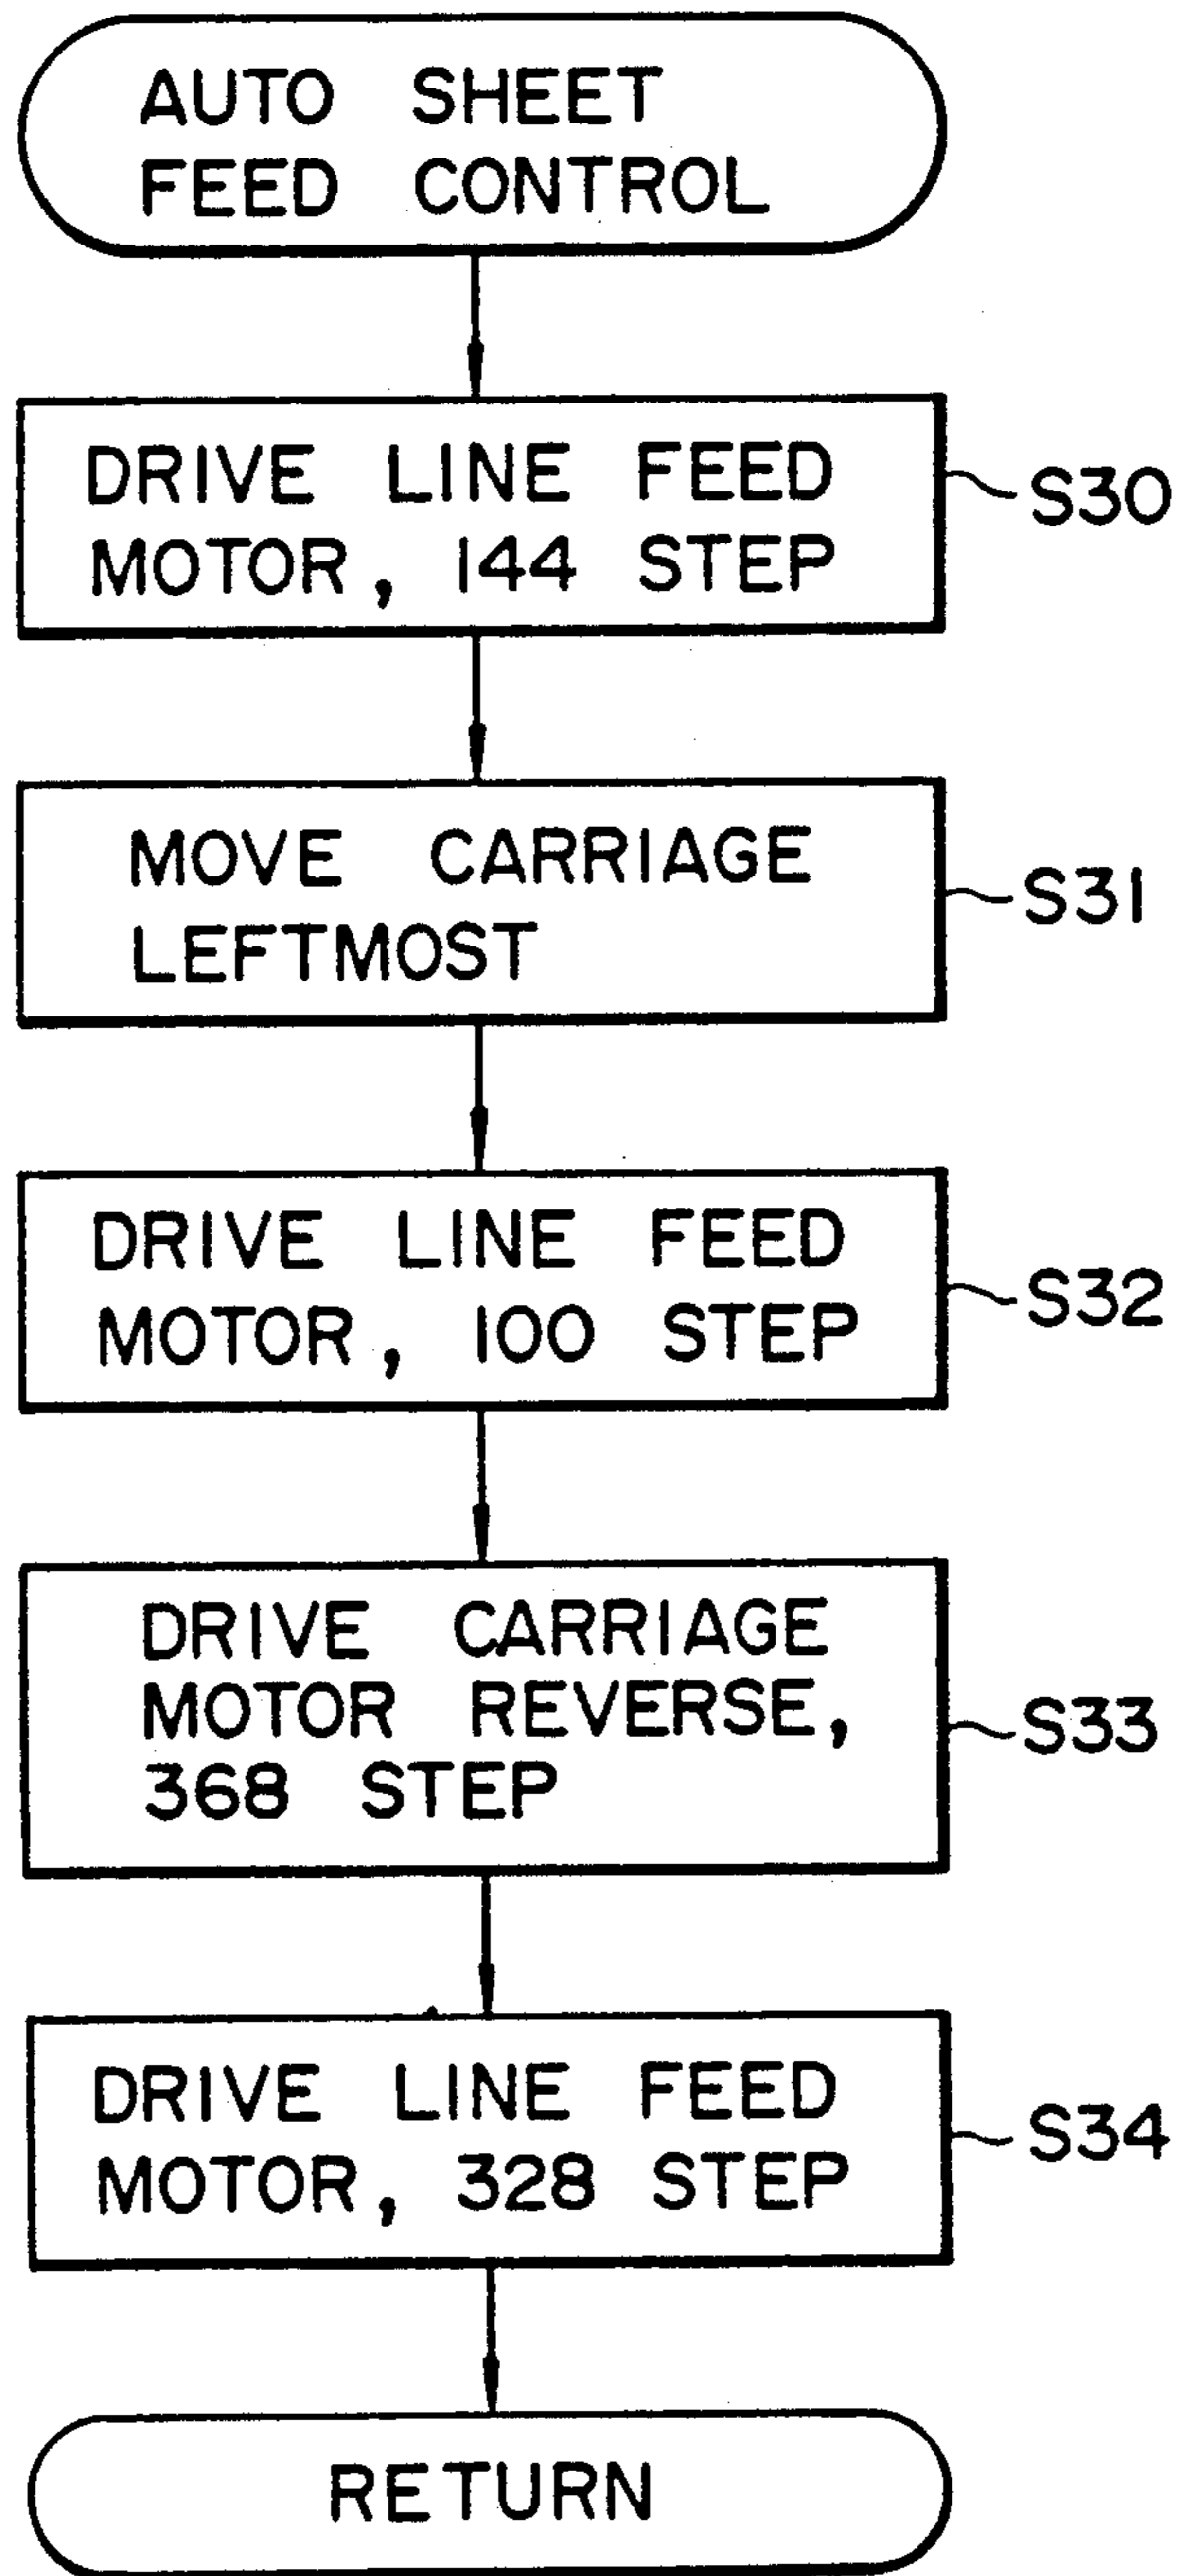 AUTO SHEET
FEED CONTROL
DRIVE LINE FEED
MOTOR, 144 STEP
S30
MOVE CARRIAGE
LEFTMOST
S31
DRIVE LINE FEED
MOTOR, 100 STEP
S32
DRIVE CARRIAGE
MOTOR REVERSE,
368 STEP
S33
DRIVE LINE FEED
MOTOR, 328 STEP
S34
RETURN